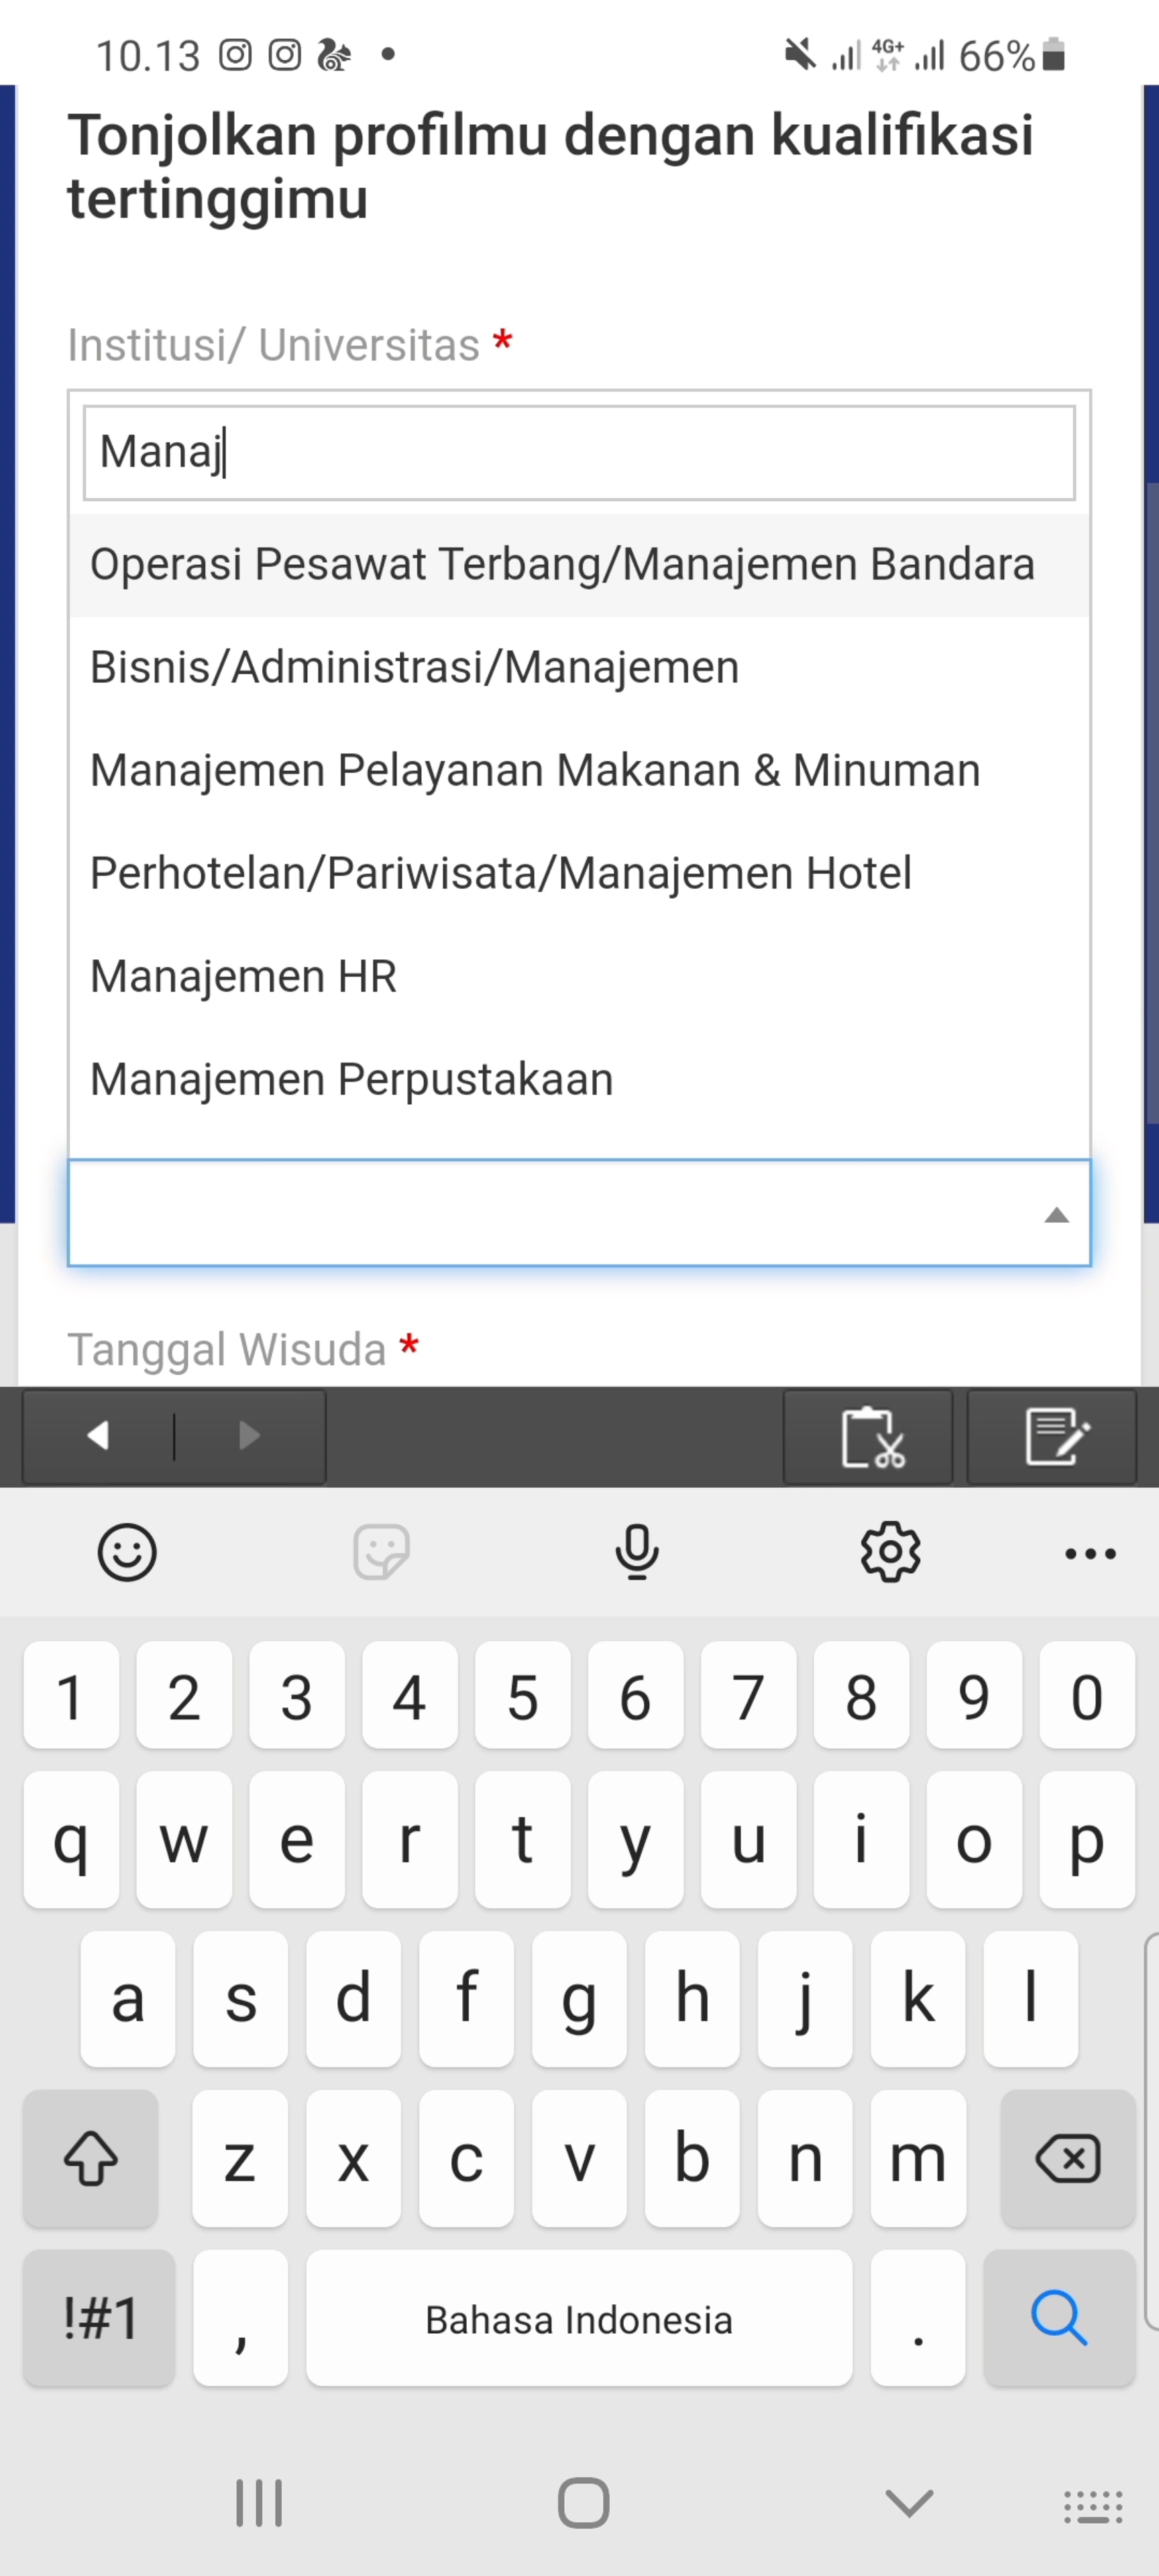 10.13
4G+
66%
Tonjolkan profilmu dengan kualifikasi
tertinggimu
Institusi/ Universitas *
Manaj
Operasi Pesawat Terbang/Manajemen Bandara
Bisnis/Administrasi/Manajemen
Manajemen Pelayanan Makanan & Minuman
Perhotelan/Pariwisata/Manajemen Hotel
Manajemen HR
Manajemen Perpustakaan
Tanggal Wisuda *
1 2 3 4 5 6 7 8 9 0
q w e r t y u i o p
a s d f g h j k l
z x c v b n m
!#1 , Bahasa Indonesia .